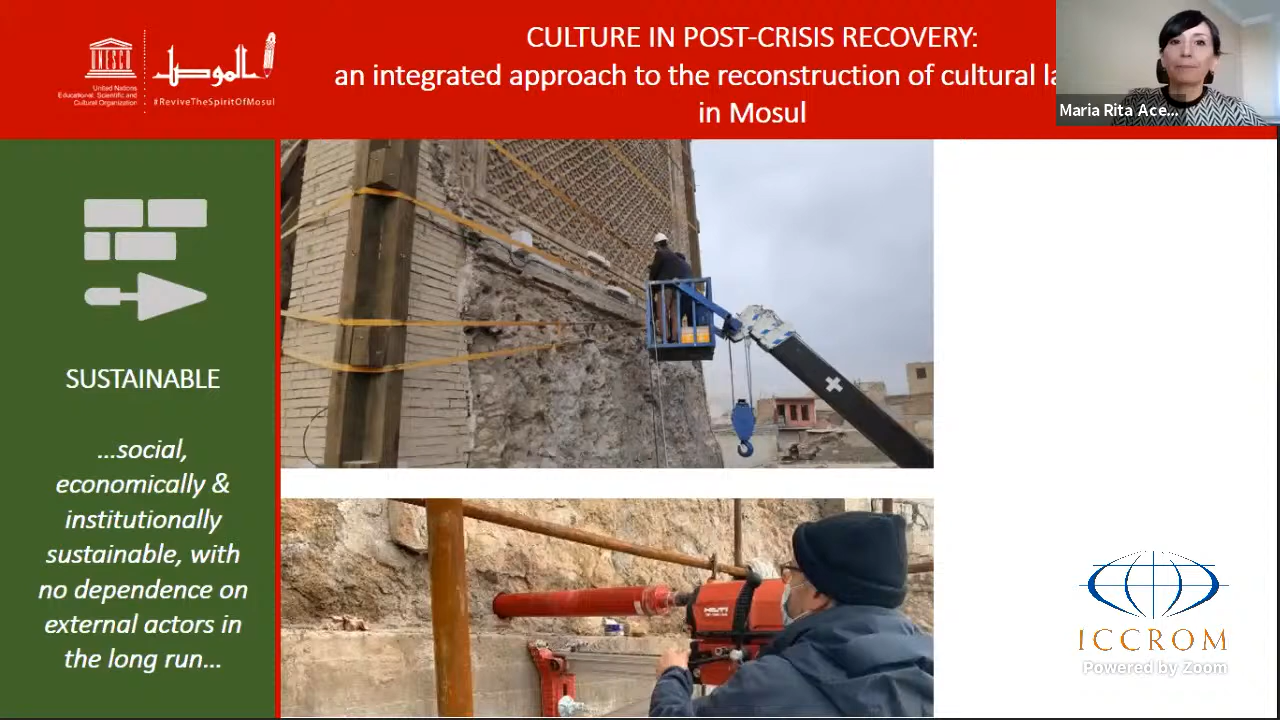 CULTURE IN POST-CRISIS RECOVERY:
an integrated approach to the reconstruction of cultural la
in Mosul
UNESCO
United Nations
Educational, Scientific and
Cultural Organization
الموصل
#ReviveTheSpiritOfMosul
Maria Rita Ace...
SUSTAINABLE
...social,
economically &
institutionally
sustainable, with
no dependence on
external actors in
the long run...
HILTI
ICCROM
Powered by Zoom